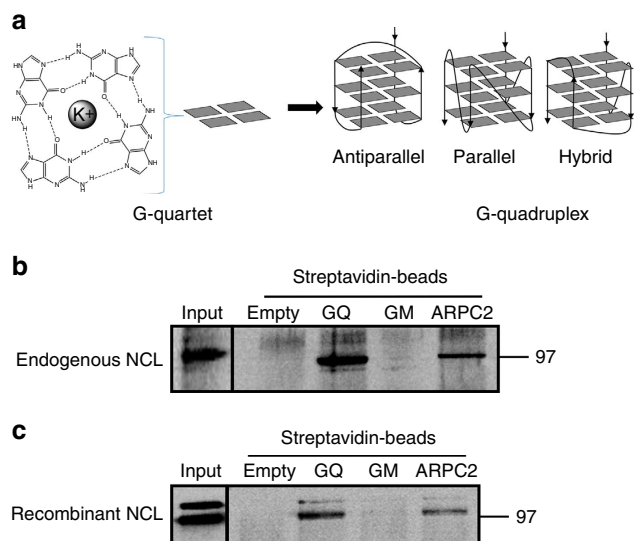 a
K+
Antiparallel Parallel Hybrid
G-quartet G-quadruplex
b
Streptavidin-beads
Input Empty GQ GM ARPC2
Endogenous NCL 97
c
Streptavidin-beads
Input Empty GQ GM ARPC2
Recombinant NCL 97